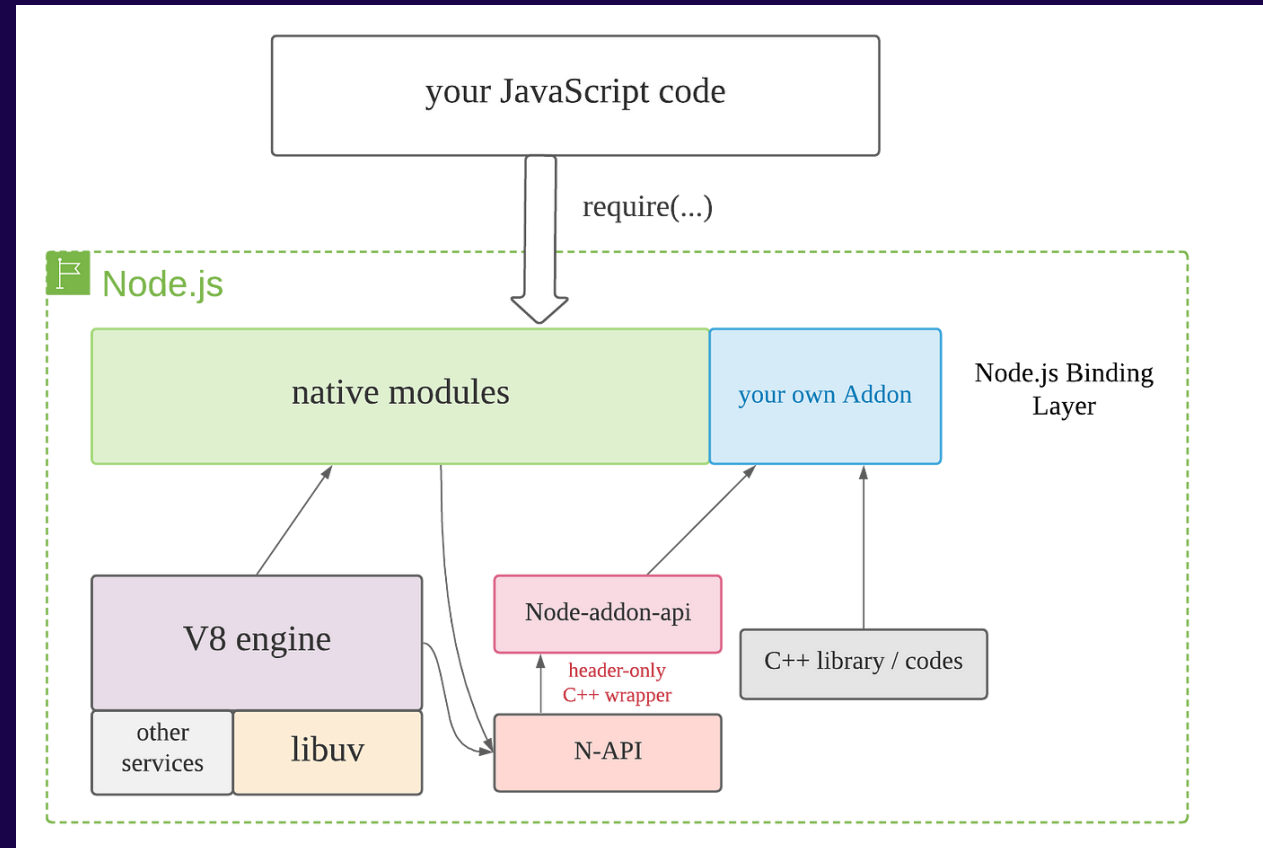 your JavaScript code
require(...)
Node.js
native modules
your own Addon
Node.js Binding
Layer
V8 engine
Node-addon-api
header-only
C++ wrapper
C++ library / codes
other
services
libuv
N-API